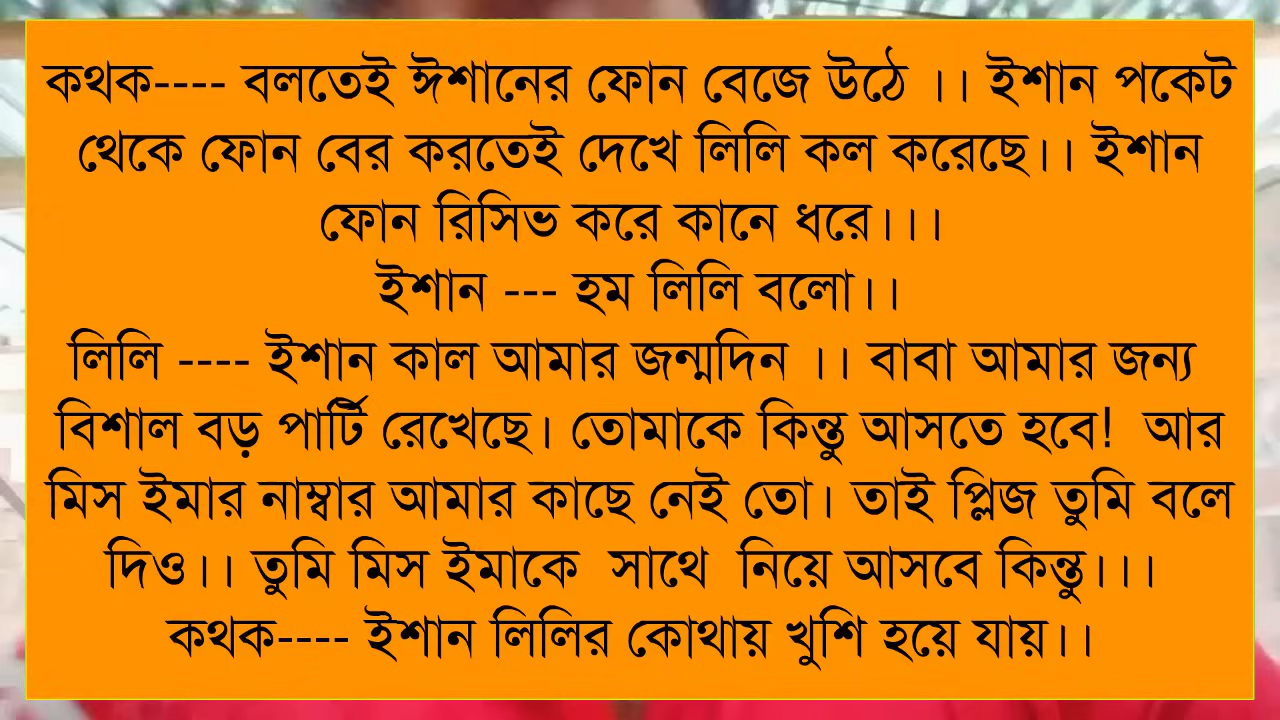 কথক---- বলতেই ঈশানের ফোন বেজে উঠে ।। ইশান পকেট
থেকে ফোন বের করতেই দেখে লিলি কল করেছে।। ইশান
ফোন রিসিভ করে কানে ধরে।।।
ইশান --- হম লিলি বলো।।
লিলি ---- ইশান কাল আমার জন্মদিন ।। বাবা আমার জন্য
বিশাল বড় পার্টি রেখেছে। তোমাকে কিন্তু আসতে হবে! আর
মিস ইমার নাম্বার আমার কাছে নেই তো। তাই প্লিজ তুমি বলে
দিও।। তুমি মিস ইমাকে সাথে নিয়ে আসবে কিন্তু।।।
কথক---- ইশান লিলির কোথায় খুশি হয়ে যায়।।